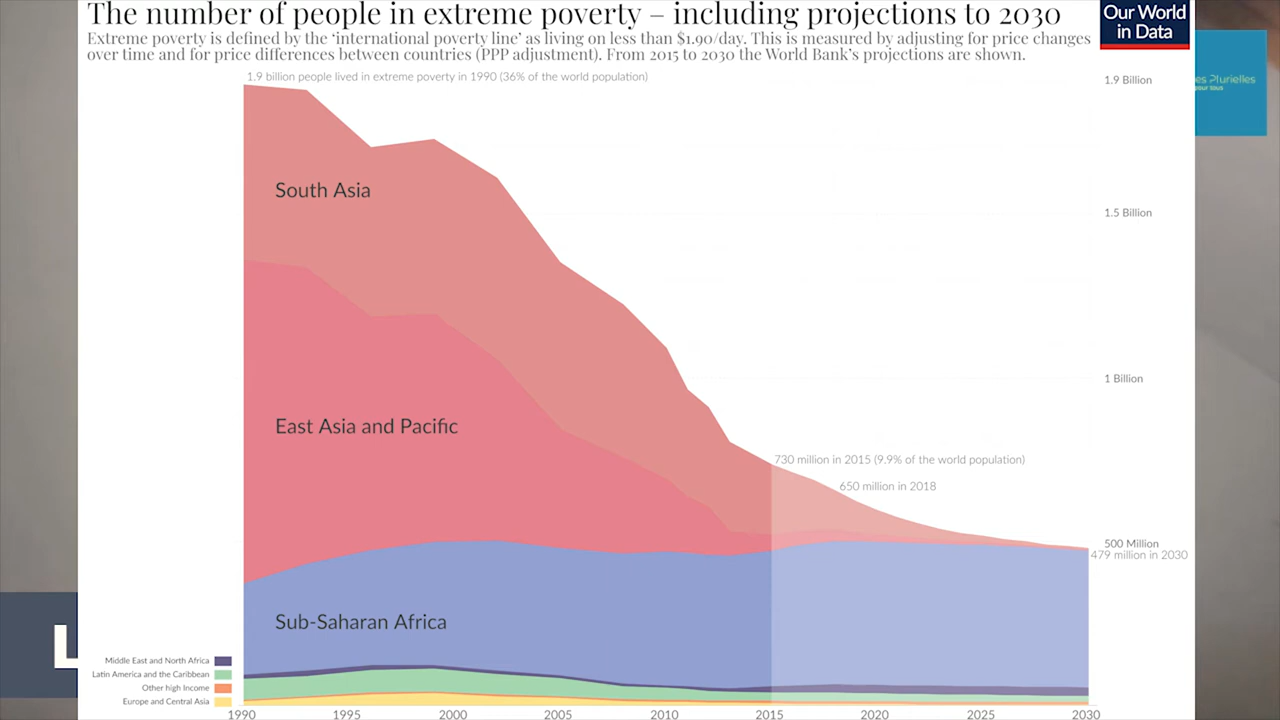 The number of people in extreme poverty – including projections to 2030
Our World
in Data
Extreme poverty is defined by the ‘international poverty line’ as living on less than $1.90/day. This is measured by adjusting for price changes
over time and for price differences between countries (PPP adjustment). From 2015 to 2030 the World Bank’s projections are shown.
1.9 billion people lived in extreme poverty in 1990 (36% of the world population)
1.9 Billion
Plurielles
pour tous
South Asia
1.5 Billion
1 Billion
East Asia and Pacific
730 million in 2015 (9.9% of the world population)
650 million in 2018
500 Million
479 million in 2030
Sub-Saharan Africa
Middle East and North Africa
Latin America and the Caribbean
Other high Income
Europe and Central Asia
1990 1995 2000 2005 2010 2015 2020 2025 2030